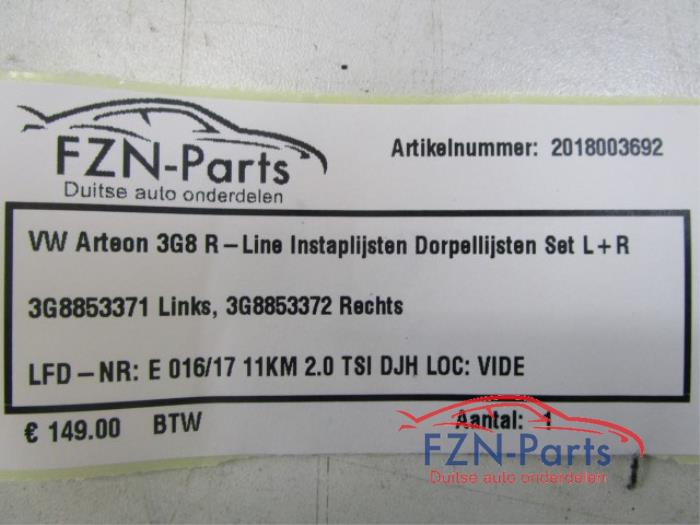 FZN-Parts
Duitse auto onderdelen
Artikelnummer: 2018003692
VW Arteon 3G8 R-Line Instaplijsten Dorpellijsten Set L+R
3G8853371 Links, 3G8853372 Rechts
LFD-NR: E 016/17 11KM 2.0 TSI DJH LOC: VIDE
€ 149.00 BTW
Aantal: 1
FZN-Parts
Duitse auto onderdelen